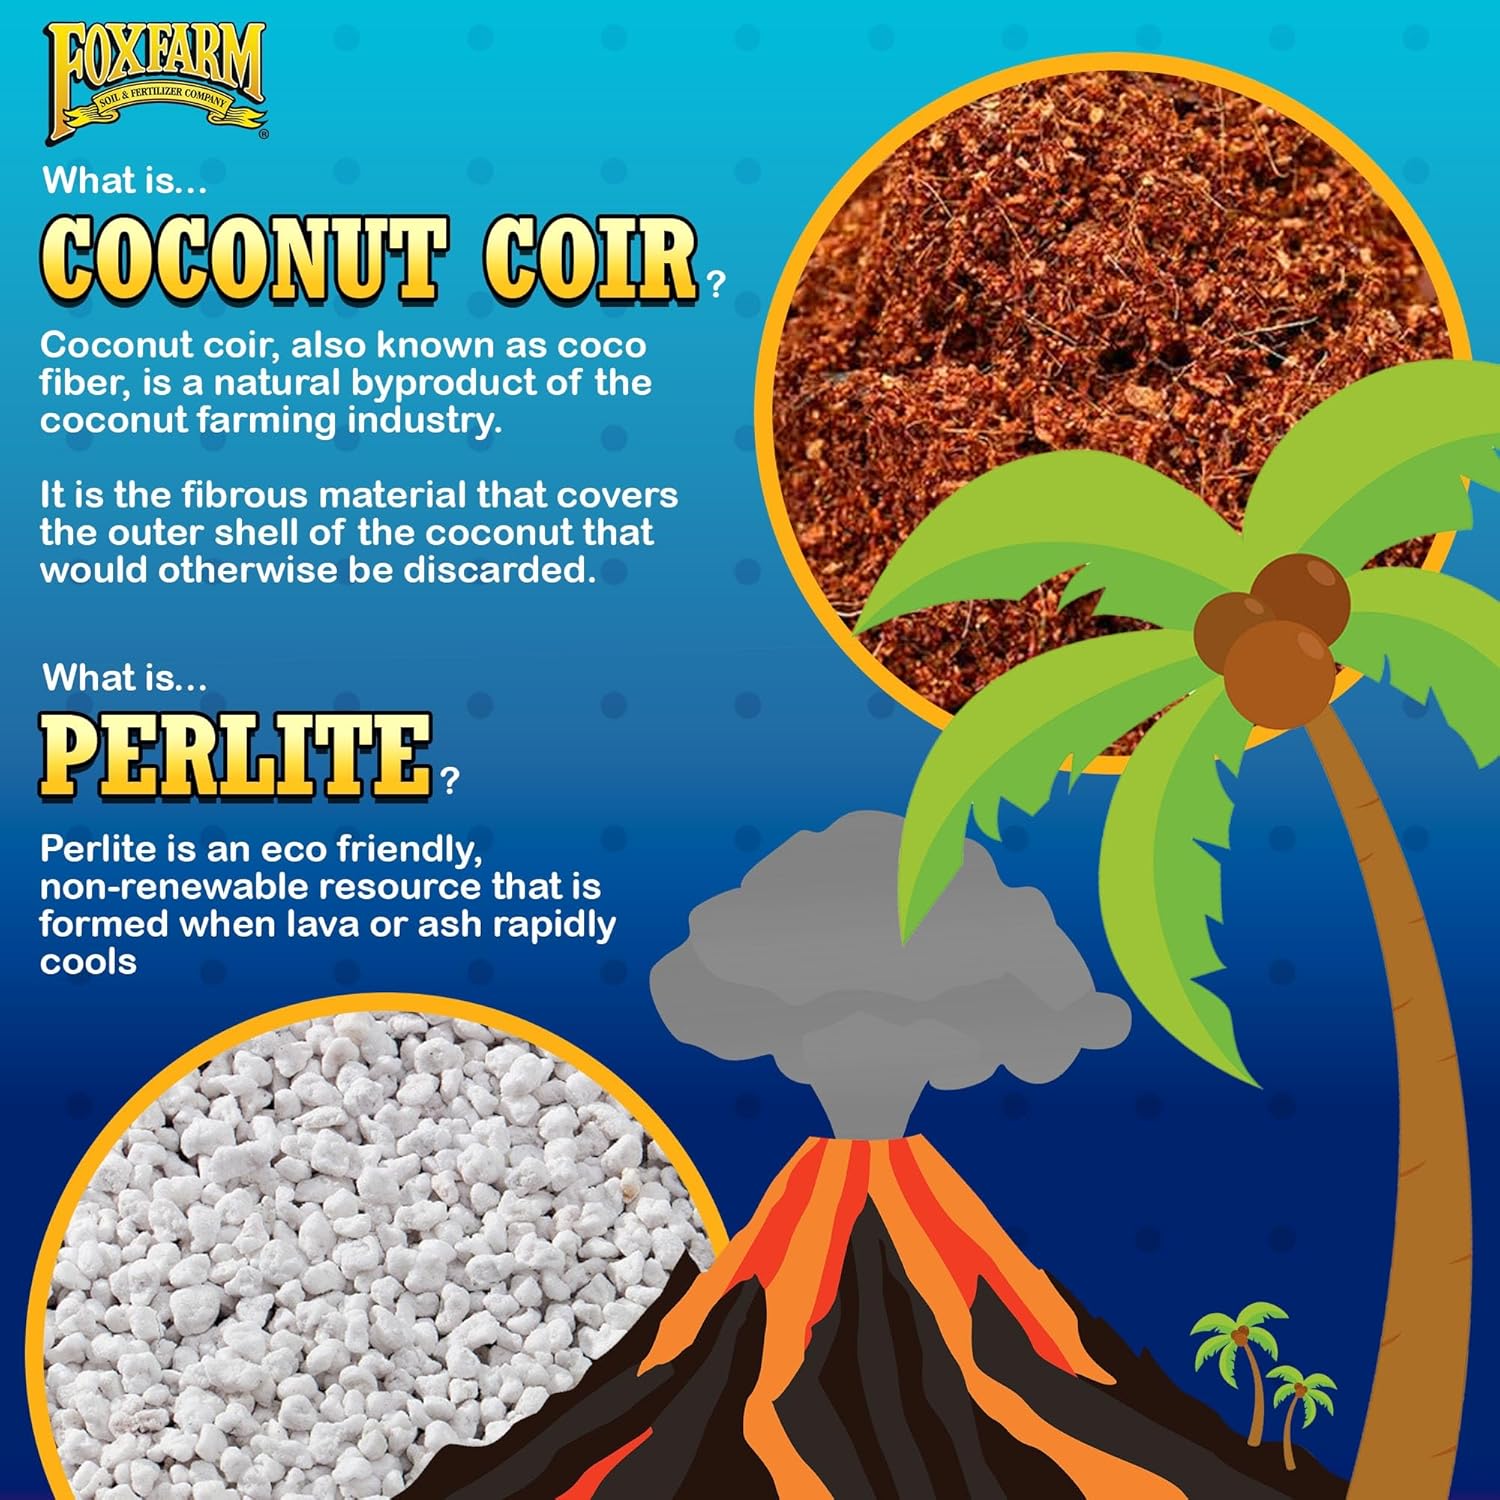 FOXFARM
SOIL & FERTILIZER COMPANY
®
What is...
COCONUT COIR?
Coconut coir, also known as coco
fiber, is a natural byproduct of the
coconut farming industry.
It is the fibrous material that covers
the outer shell of the coconut that
would otherwise be discarded.
What is...
PERLITE?
Perlite is an eco friendly,
non-renewable resource that is
formed when lava or ash rapidly
cools